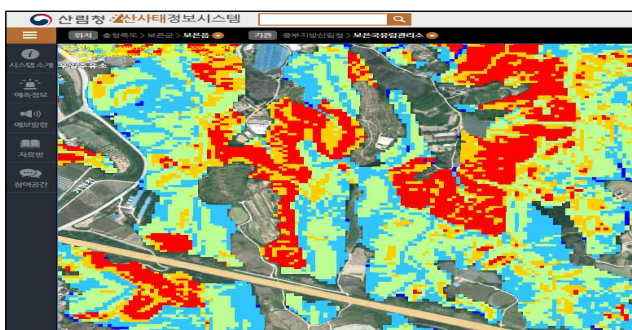 산림청 산사태정보시스템
위치 충청북도 > 보은군 > 보은읍 기관 중부지방산림청 > 보은국유림관리소
시스템소개
예측정보
예보발령
자료방
참여공간